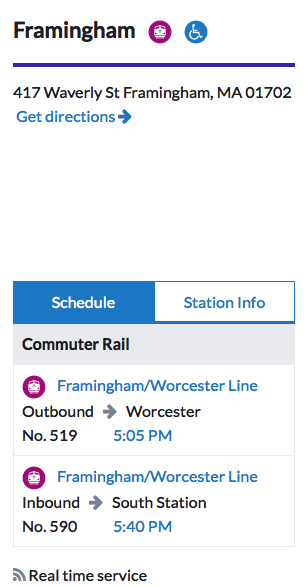 Framingham
417 Waverly St Framingham, MA 01702
Get directions
Schedule
Station Info
Commuter Rail
Framingham/Worcester Line
Outbound Worcester
No. 519 5:05 PM
Framingham/Worcester Line
Inbound South Station
No. 590 5:40 PM
Real time service